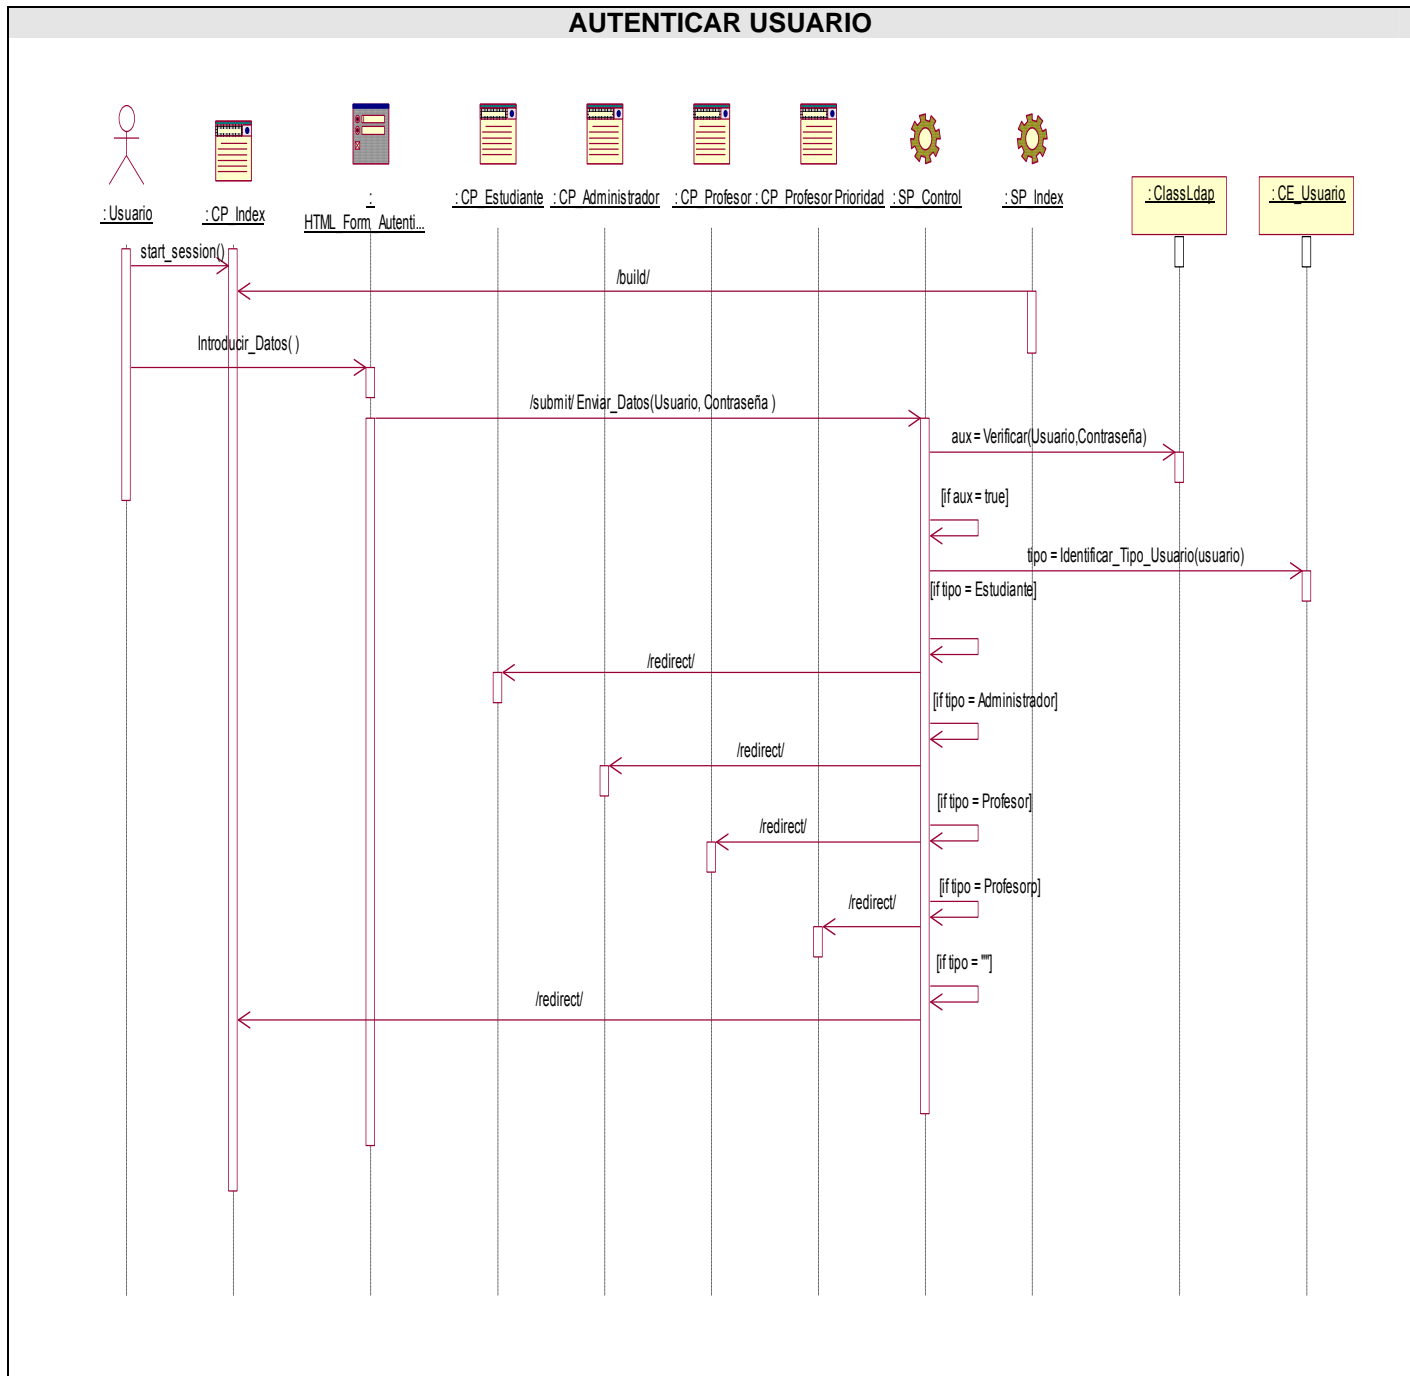 AUTENTICAR USUARIO
: Usuario
: CP_Index
:
HTML_Form_Autenti...
: CP_Estudiante
: CP_Administrador
: CP_Profesor
: CP_Profesor Prioridad
: SP_Control
: SP_Index
: ClassLdap
: CE_Usuario
start_session()
/build/
Introducir_Datos( )
/submit/ Enviar_Datos(Usuario, Contraseña )
aux = Verificar(Usuario,Contraseña)
[if aux = true]
tipo = Identificar_Tipo_Usuario(usuario)
[if tipo = Estudiante]
/redirect/
[if tipo = Administrador]
/redirect/
[if tipo = Profesor]
/redirect/
[if tipo = Profesorp]
/redirect/
[if tipo = ""]
/redirect/